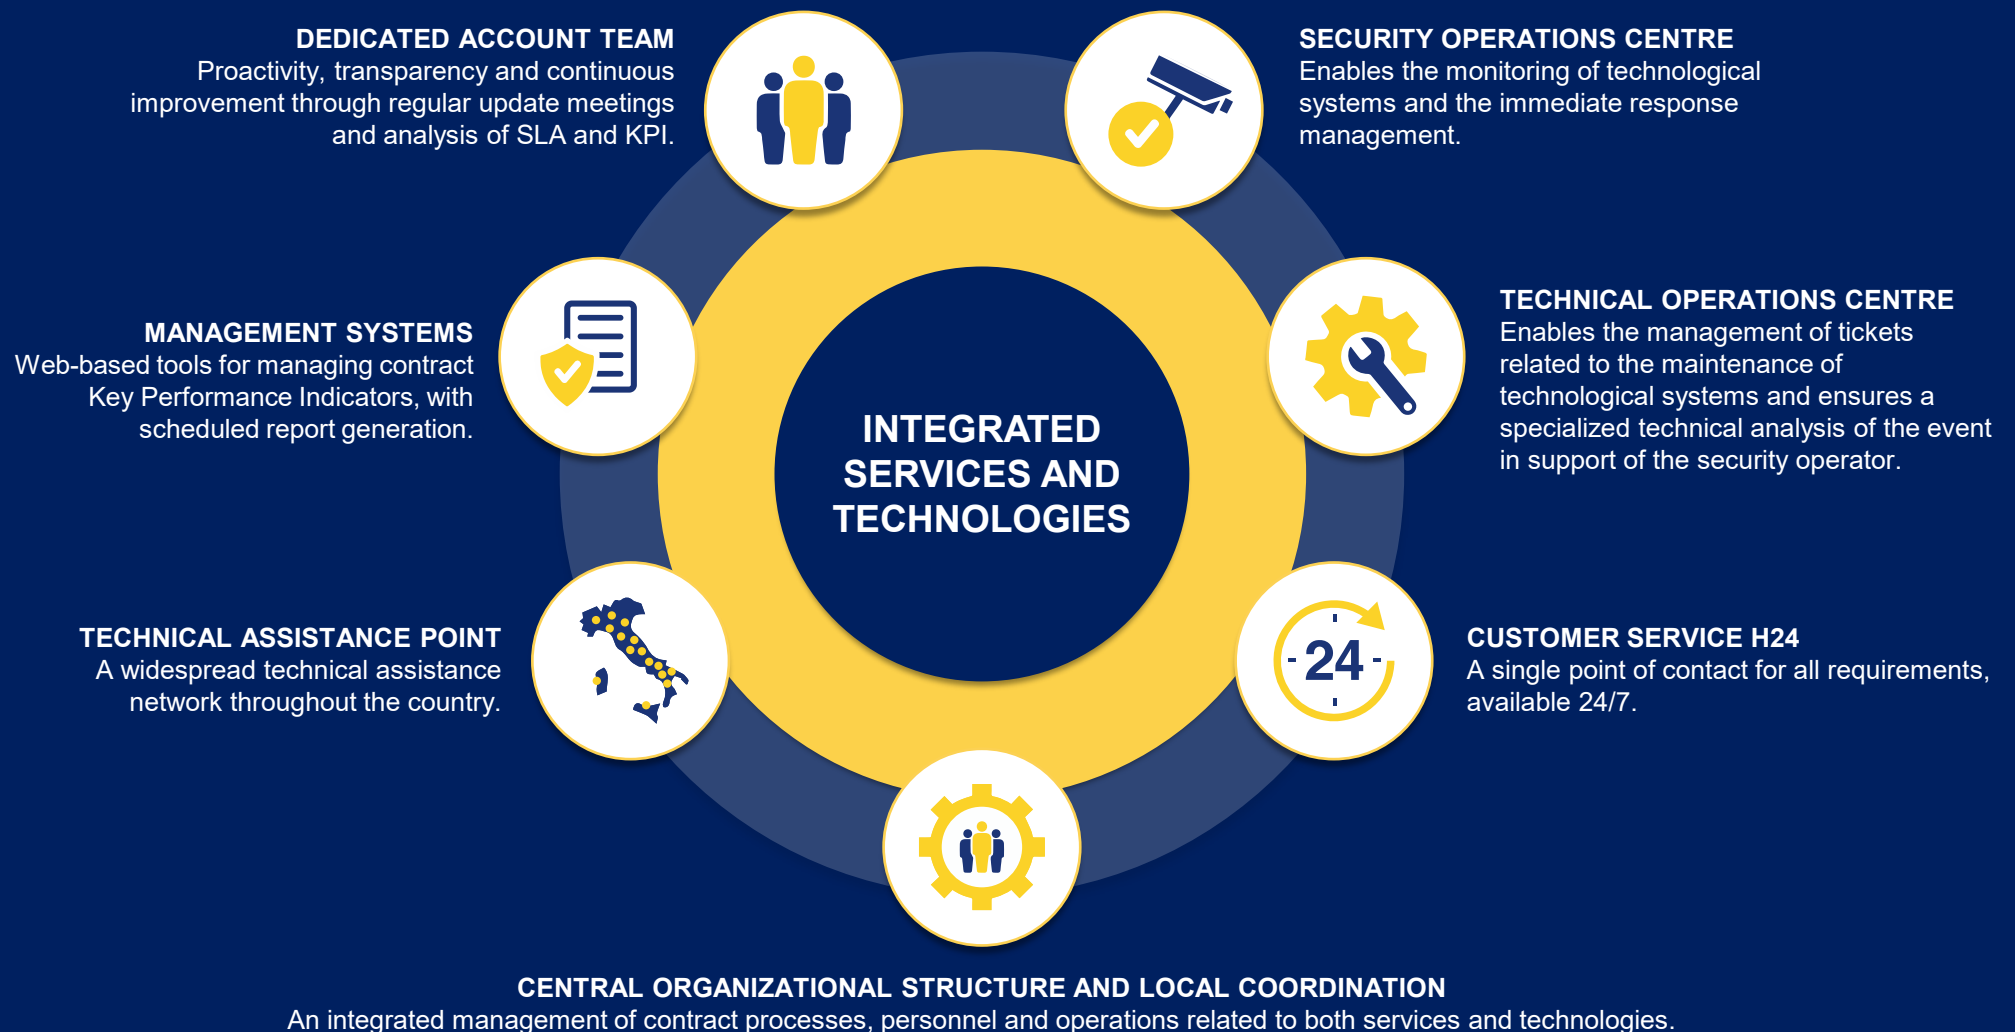 DEDICATED ACCOUNT TEAM
Proactivity, transparency and continuous
improvement through regular update meetings
and analysis of SLA and KPI.
SECURITY OPERATIONS CENTRE
Enables the monitoring of technological
systems and the immediate response
management.
MANAGEMENT SYSTEMS
Web-based tools for managing contract
Key Performance Indicators, with
scheduled report generation.
TECHNICAL OPERATIONS CENTRE
Enables the management of tickets
related to the maintenance of
technological systems and ensures a
specialized technical analysis of the event
in support of the security operator.
INTEGRATED
SERVICES AND
TECHNOLOGIES
TECHNICAL ASSISTANCE POINT
A widespread technical assistance
network throughout the country.
24
CUSTOMER SERVICE H24
A single point of contact for all requirements,
available 24/7.
CENTRAL ORGANIZATIONAL STRUCTURE AND LOCAL COORDINATION
An integrated management of contract processes, personnel and operations related to both services and technologies.